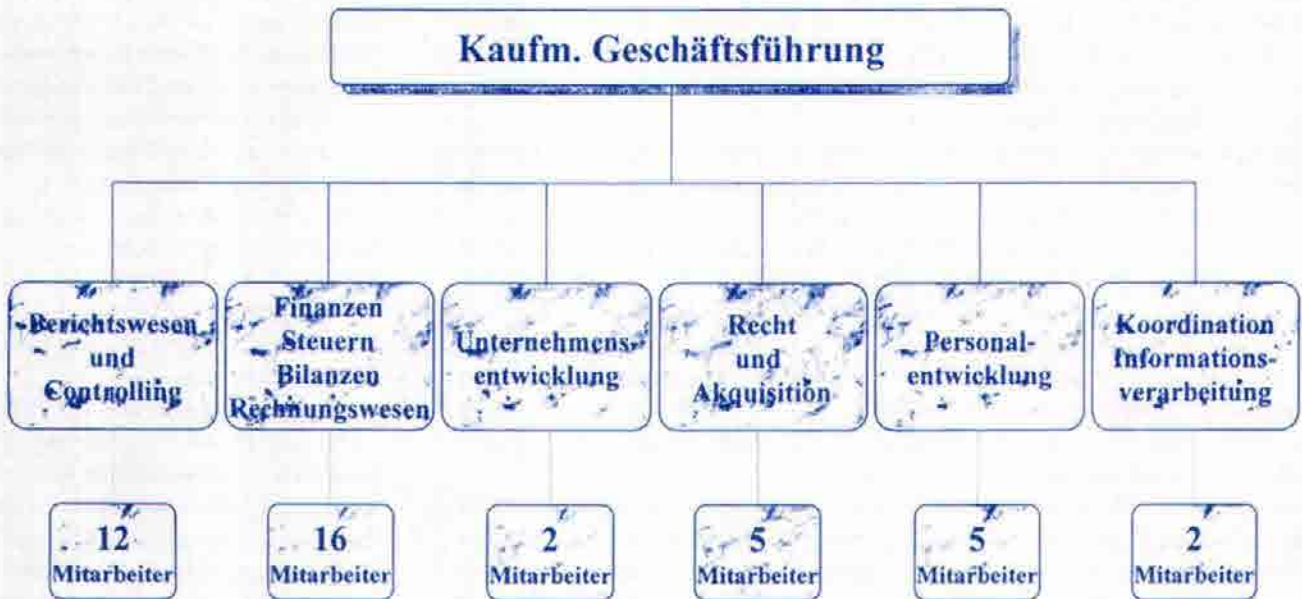 Kaufm. Geschäftsführung
Berichtswesen
und
Controlling
Finanzen
Steuern
Bilanzen
Rechnungswesen
Unternehmens-
entwicklung
Recht
und
Akquisition
Personal-
entwicklung
Koordination
Informations-
verarbeitung
12
Mitarbeiter
16
Mitarbeiter
2
Mitarbeiter
5
Mitarbeiter
5
Mitarbeiter
2
Mitarbeiter